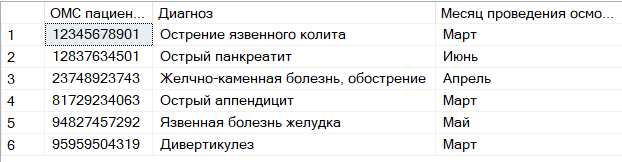 ОМС пациен... Диагноз Месяц проведения осмо...
1 12345678901 Острение язвенного колита Март
2 12837634501 Острый панкреатит Июнь
3 23748923743 Желчно-каменная болезнь, обострение Апрель
4 81729234063 Острый аппендицит Март
5 94827457292 Язвенная болезнь желудка Май
6 95959504319 Дивертикулез Март